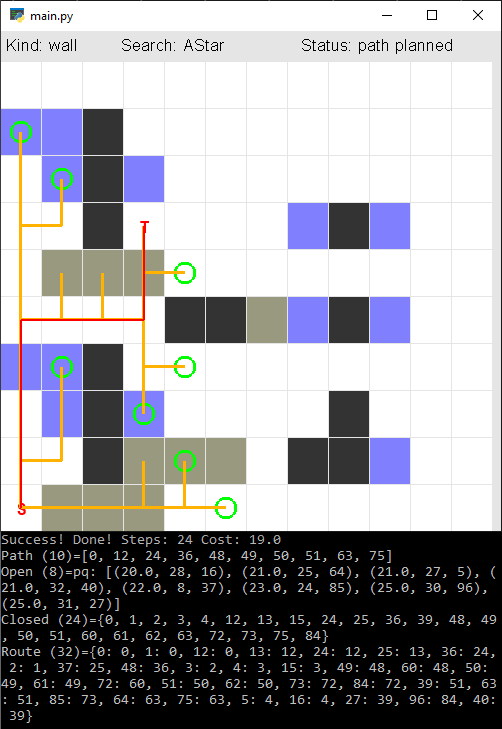 main.py
Kind: wall Search: AStar Status: path planned
T
S
Success! Done! Steps: 24 Cost: 19.0
Path (10)=[0, 12, 24, 36, 48, 49, 50, 51, 63, 75]
Open (8)=pq: [(20.0, 28, 16), (21.0, 25, 64), (21.0, 27, 5), (
21.0, 32, 40), (22.0, 8, 37), (23.0, 24, 85), (25.0, 30, 96),
(25.0, 31, 27)]
Closed (24)={0, 1, 2, 3, 4, 12, 13, 15, 24, 25, 36, 39, 48, 49
, 50, 51, 60, 61, 62, 63, 72, 73, 75, 84}
Route (32)={0: 0, 1: 0, 12: 0, 13: 12, 24: 12, 25: 13, 36: 24,
 2: 1, 37: 25, 48: 36, 3: 2, 4: 3, 15: 3, 49: 48, 60: 48, 50:
49, 61: 49, 72: 60, 51: 50, 62: 50, 73: 72, 84: 72, 39: 51, 63
: 51, 85: 73, 64: 63, 75: 63, 5: 4, 16: 4, 27: 39, 96: 84, 40:
 39}